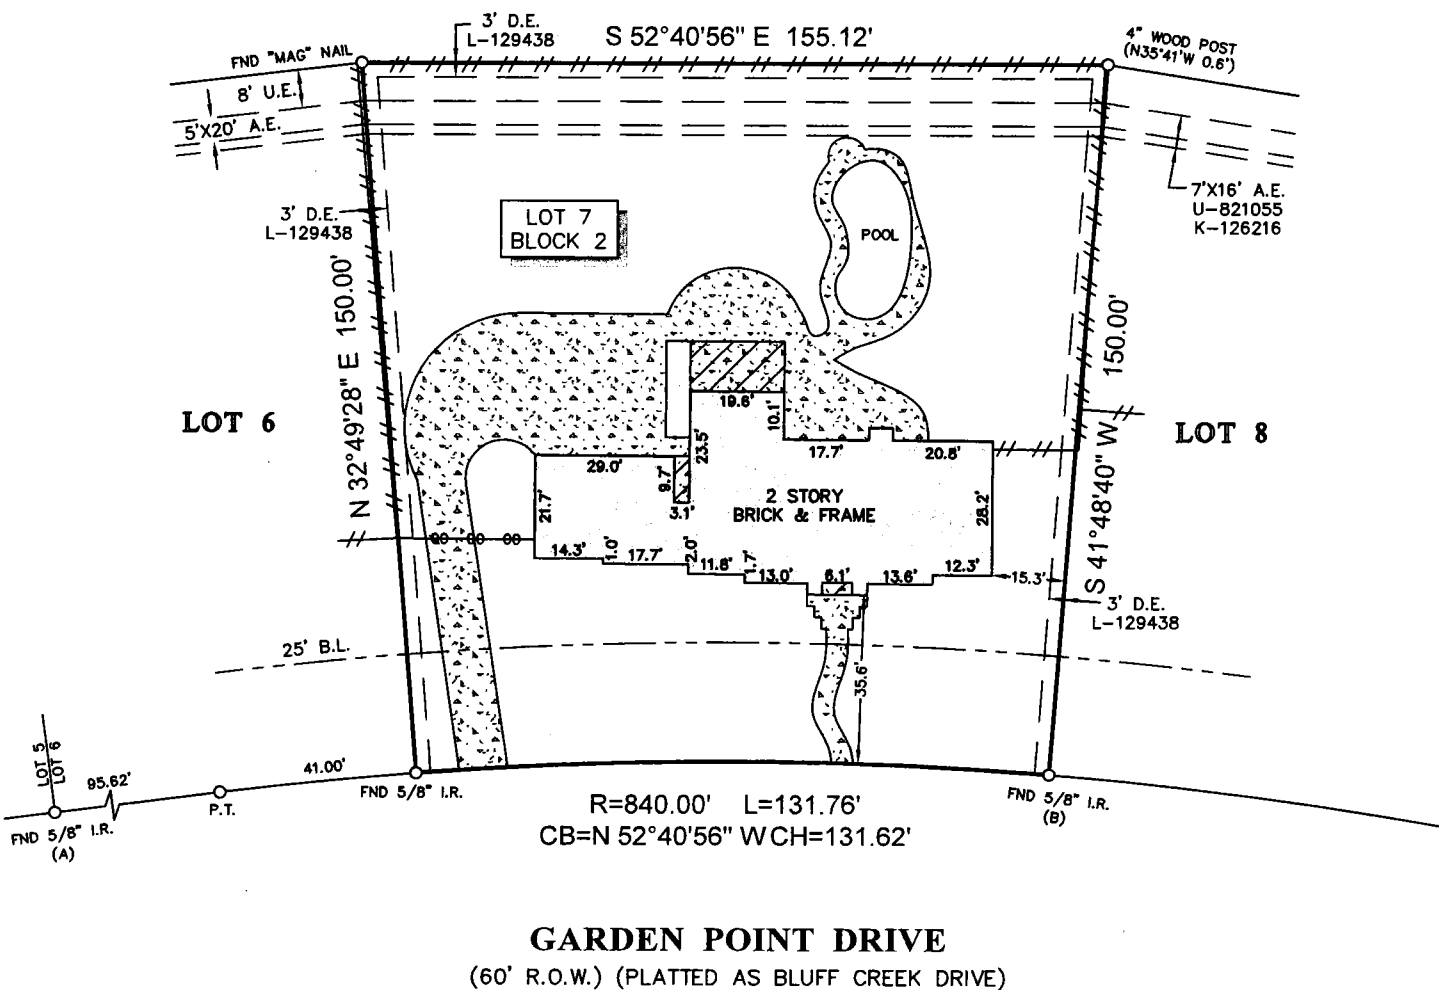 3' D.E.
L-129438
S 52°40'56" E 155.12'
4" WOOD POST
(N35°41'W 0.6')
FND "MAG" NAIL
8' U.E.
5'X20' A.E.
3' D.E.
L-129438
LOT 7
BLOCK 2
POOL
7'X16' A.E.
U-821055
K-126216
N 32°49'28" E 150.00'
S 41°48'40" W 150.00'
LOT 6
LOT 8
19.6'
10.1'
23.5'
17.7'
20.8'
29.0'
9.7'
3.1'
21.7'
2 STORY
BRICK & FRAME
28.2'
14.3'
1.0'
17.7'
2.0'
11.8'
1.7'
13.0'
6.1'
13.6'
12.3'
15.3'
3' D.E.
L-129438
25' B.L.
35.6'
LOT 5
LOT 6
95.62'
41.00'
P.T.
FND 5/8" I.R.
(A)
FND 5/8" I.R.
FND 5/8" I.R.
(B)
R=840.00' L=131.76'
CB=N 52°40'56" W CH=131.62'
GARDEN POINT DRIVE
(60' R.O.W.) (PLATTED AS BLUFF CREEK DRIVE)